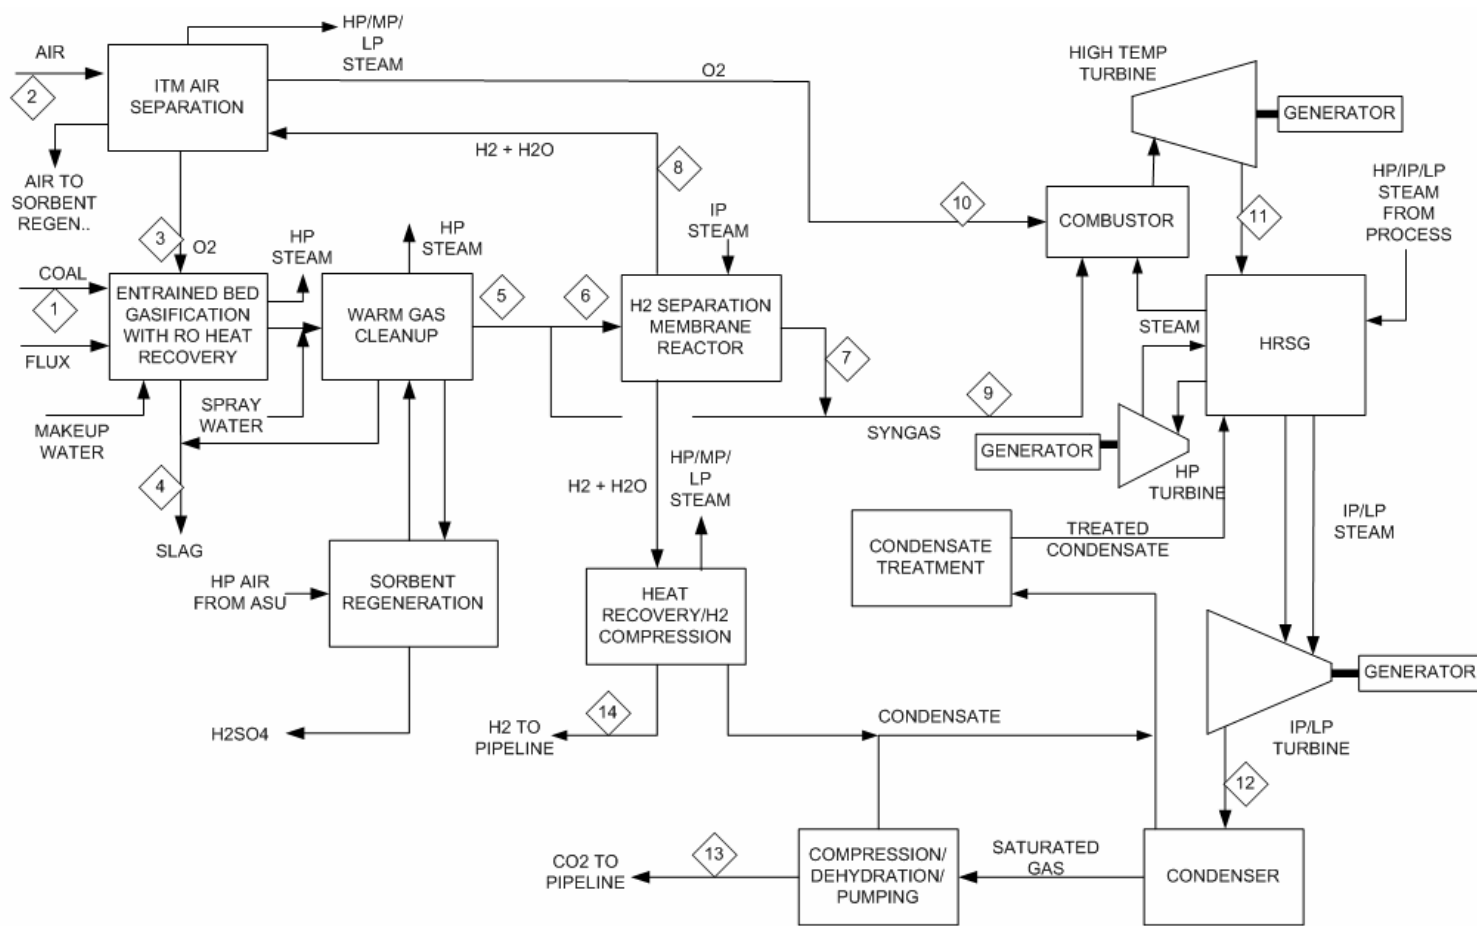 HP/MP/
LP
STEAM
AIR
2
ITM AIR
SEPARATION
O2
HIGH TEMP
TURBINE
GENERATOR
H2 + H2O
8
AIR TO
SORBENT
REGEN..
3
O2
HP
STEAM
HP
STEAM
IP
STEAM
10
COMBUSTOR
11
HP/IP/LP
STEAM
FROM
PROCESS
COAL
1
FLUX
ENTRAINED BED
GASIFICATION
WITH RO HEAT
RECOVERY
WARM GAS
CLEANUP
5
6
H2 SEPARATION
MEMBRANE
REACTOR
7
STEAM
HRSG
9
SYNGAS
MAKEUP
WATER
SPRAY
WATER
4
SLAG
GENERATOR
HP
TURBINE
H2 + H2O
HP/MP/
LP
STEAM
IP/LP
STEAM
CONDENSATE
TREATMENT
TREATED
CONDENSATE
HP AIR
FROM ASU
SORBENT
REGENERATION
HEAT
RECOVERY/H2
COMPRESSION
GENERATOR
H2SO4
14
H2 TO
PIPELINE
CONDENSATE
IP/LP
TURBINE
12
13
CO2 TO
PIPELINE
COMPRESSION/
DEHYDRATION/
PUMPING
SATURATED
GAS
CONDENSER